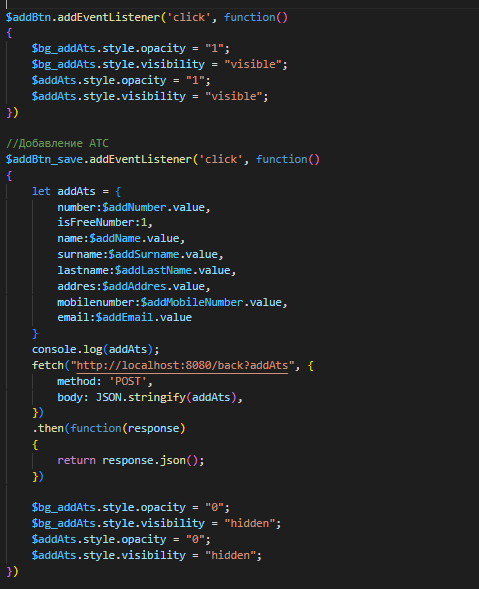 $addBtn.addEventListener('click', function()
{
    $bg_addAts.style.opacity = "1";
    $bg_addAts.style.visibility = "visible";
    $addAts.style.opacity = "1";
    $addAts.style.visibility = "visible";
})

//Добавление АТС
$addBtn_save.addEventListener('click', function()
{
    let addAts = {
        number:$addNumber.value,
        isFreeNumber:1,
        name:$addName.value,
        surname:$addSurname.value,
        lastname:$addLastName.value,
        addres:$addAddres.value,
        mobilenumber:$addMobileNumber.value,
        email:$addEmail.value
    }
    console.log(addAts);
    fetch("http://localhost:8080/back?addAts", {
        method: 'POST',
        body: JSON.stringify(addAts),
    })
    .then(function(response)
    {
        return response.json();
    })

    $bg_addAts.style.opacity = "0";
    $bg_addAts.style.visibility = "hidden";
    $addAts.style.opacity = "0";
    $addAts.style.visibility = "hidden";
})